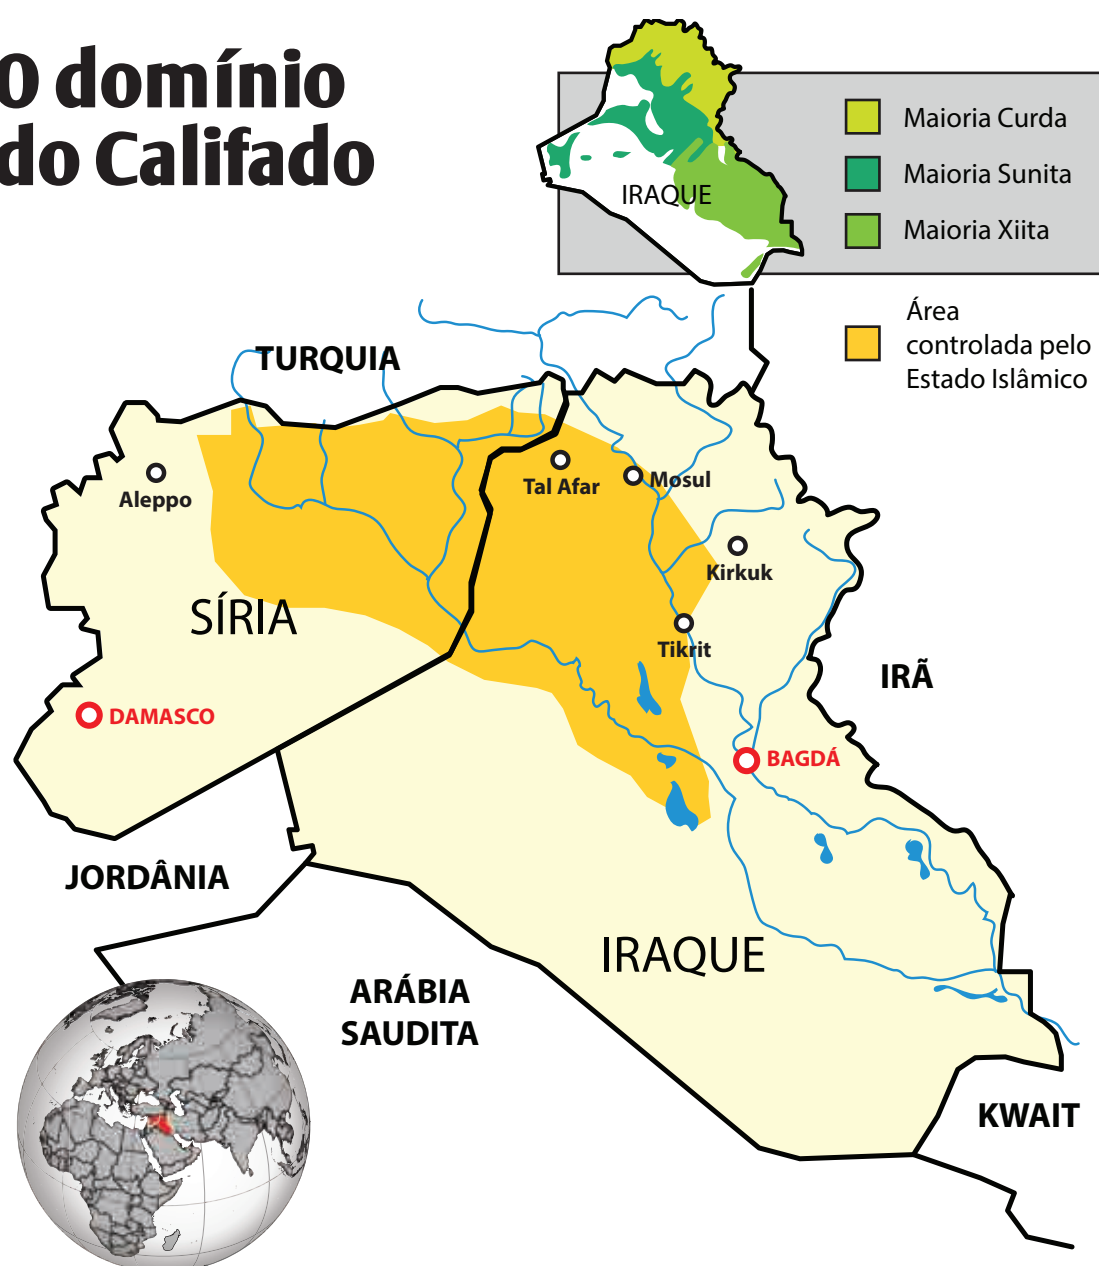 O domínio
do Califado
IRAQUE
Maioria Curda
Maioria Sunita
Maioria Xiita
Área
controlada pelo
Estado Islâmico
TURQUIA
Aleppo
Tal Afar
Mosul
Kirkuk
SÍRIA
Tikrit
IRÃ
DAMASCO
BAGDÁ
JORDÂNIA
IRAQUE
ARÁBIA
SAUDITA
KWAIT